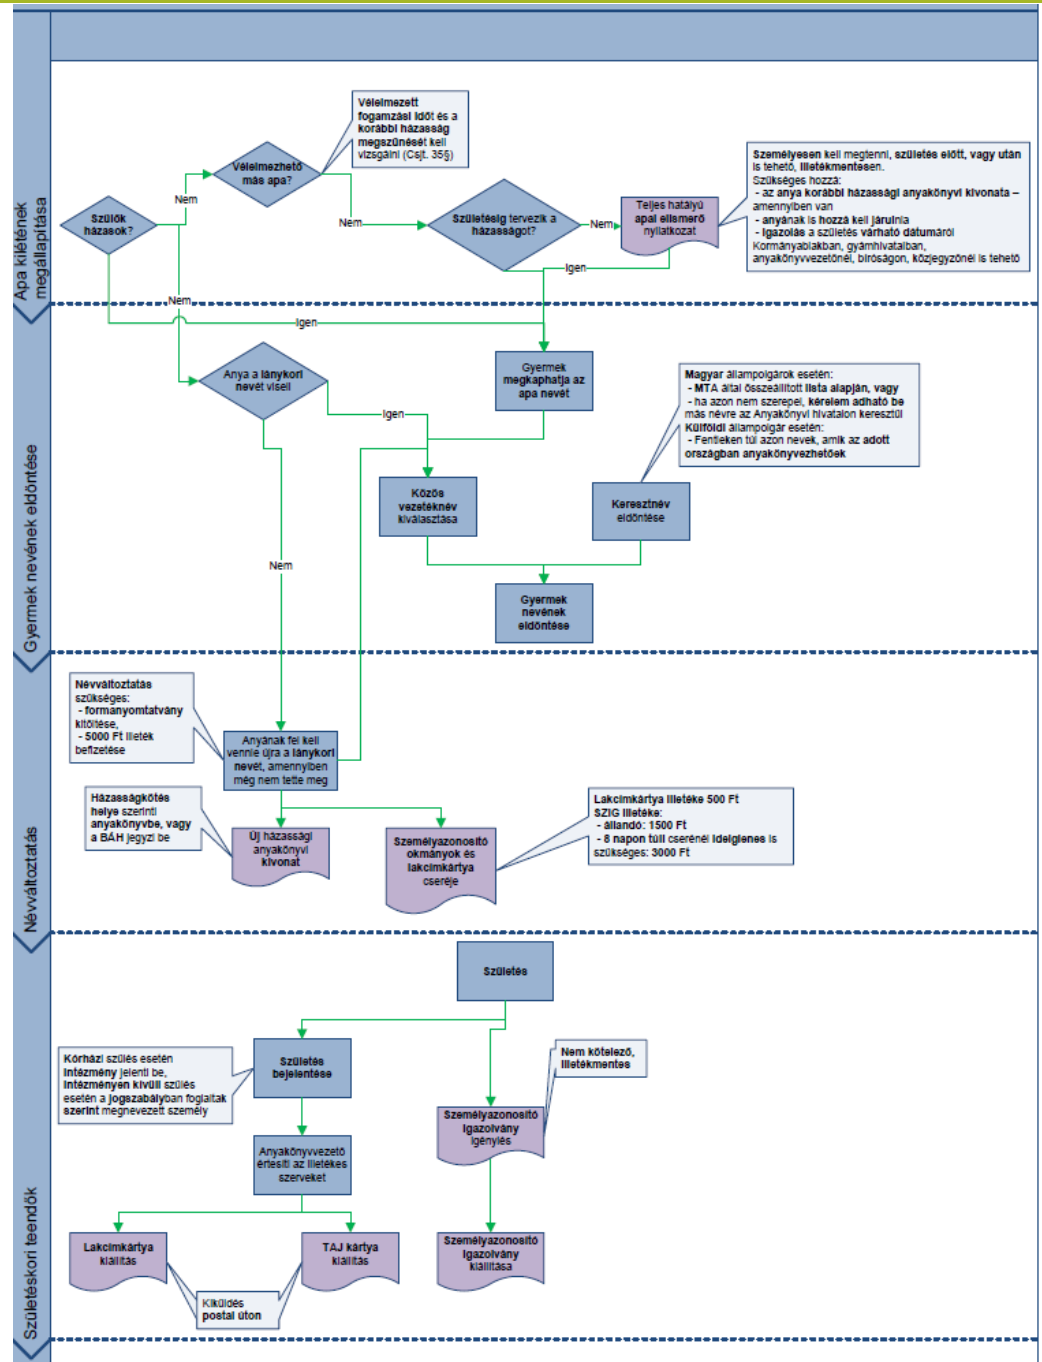 Apa kilétének
megállapítása
Vélelmezett
fogamzási időt és a
korábbi házasság
megszűnését kell
vizsgálni (Csjt. 35§)
Vélelmezhető
más apa?
Személyesen kell megtenni, születés előtt, vagy után
is tehető, illetékmentesen.
Szükséges hozzá:
- az anya korábbi házassági anyakönyvi kivonata –
amennyiben van
- anyának is hozzá kell járulnia
- Igazolás a születés várható dátumáról
Kormányablakban, gyámhivatalban,
anyakönyvvezetőnél, bíróságon, közjegyzőnél is tehető
Nem
Szülők
házasok?
Nem
Születésig tervezik a
házasságot?
Nem
Teljes hatályú
apai elismerő
nyilatkozat
Igen
Nem
Igen
Gyermek nevének eldöntése
Anya a lánykori
nevét viseli
Gyermek
megkaphatja az
apa nevét
Magyar állampolgárok esetén:
- MTA által összeállított lista alapján, vagy
- ha azon nem szerepel, kérelem adható be
más névre az Anyakönyvi hivatalon keresztül
Külföldi állampolgár esetén:
- Fentieken túl azon nevek, amik az adott
országban anyakönyvezhetőek
Igen
Közös
vezetéknév
kiválasztása
Keresztnév
eldöntése
Nem
Gyermek
nevének
eldöntése
Névváltoztatás
Névváltoztatás
szükséges:
- formanyomtatvány
kitöltése,
- 5000 Ft illeték
befizetése
Anyának fel kell
vennie újra a lánykori
nevét, amennyiben
még nem tette meg
Házasságkötés
helye szerinti
anyakönyvbe, vagy
a BÁH jegyzi be
Új házassági
anyakönyvi
kivonat
Személyazonosító
okmányok és
lakcímkártya
cseréje
Lakcímkártya illetéke 500 Ft
SZIG illetéke:
- állandó: 1500 Ft
- 8 napon túli cserénél ideiglenes is
szükséges: 3000 Ft
Születéskori teendők
Születés
Kórházi szülés esetén
intézmény jelenti be,
intézményen kívüli szülés
esetén a jogszabályban foglaltak
szerint megnevezett személy
Születés
bejelentése
Nem kötelező,
illetékmentes
Személyazonosító
igazolvány
igénylés
Anyakönyvvezető
értesíti az illetékes
szerveket
Lakcímkártya
kiállítás
TAJ kártya
kiállítás
Személyazonosító
igazolvány
kiállítása
Kiküldés
postai úton